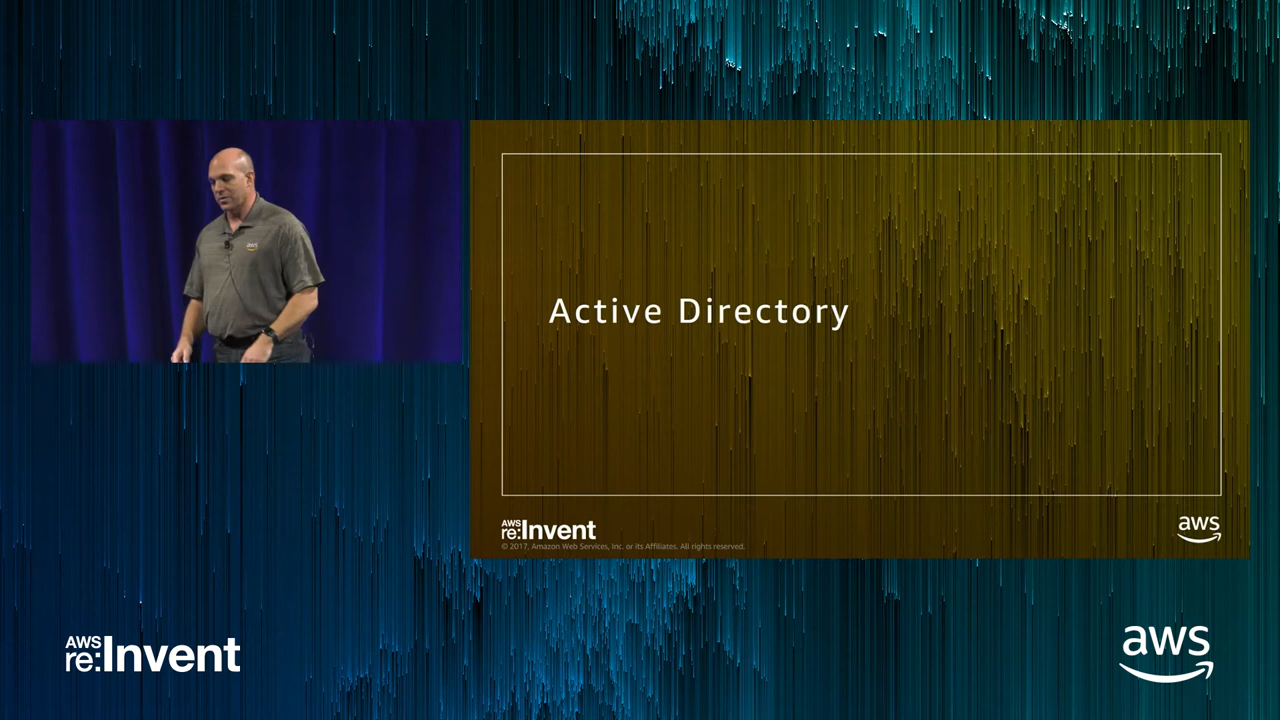 aws
Active Directory
AWS
re:Invent
© 2017, Amazon Web Services, Inc. or its Affiliates. All rights reserved.
aws
AWS
re:Invent
aws